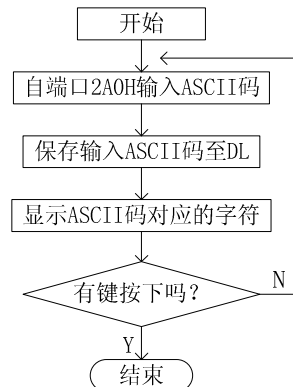 开始
自端口2A0H输入ASCII码
保存输入ASCII码至DL
显示ASCII码对应的字符
有键按下吗?
N
Y
结束